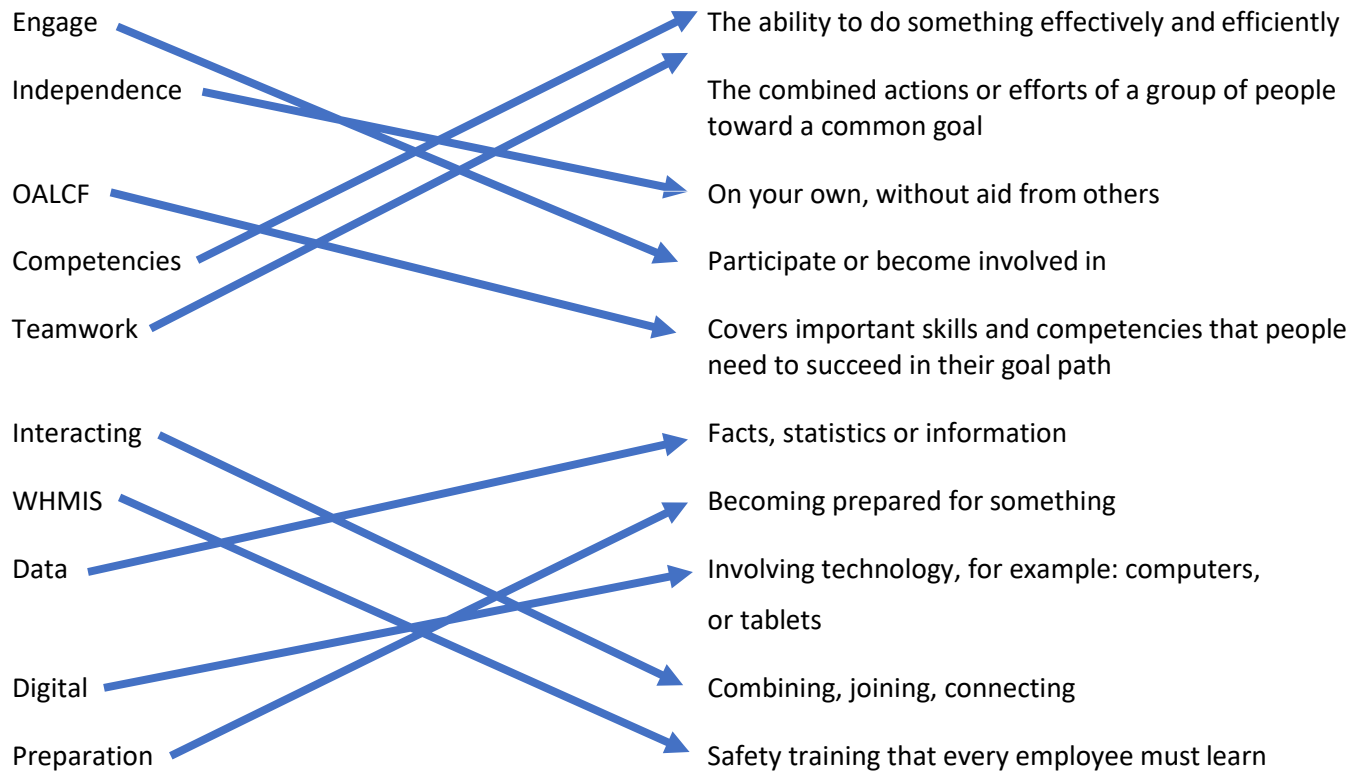 Engage The ability to do something effectively and efficiently
Independence The combined actions or efforts of a group of people
toward a common goal
OALCF On your own, without aid from others
Competencies Participate or become involved in
Teamwork Covers important skills and competencies that people
need to succeed in their goal path
Interacting Facts, statistics or information
WHMIS Becoming prepared for something
Data Involving technology, for example: computers,
or tablets
Digital Combining, joining, connecting
Preparation Safety training that every employee must learn